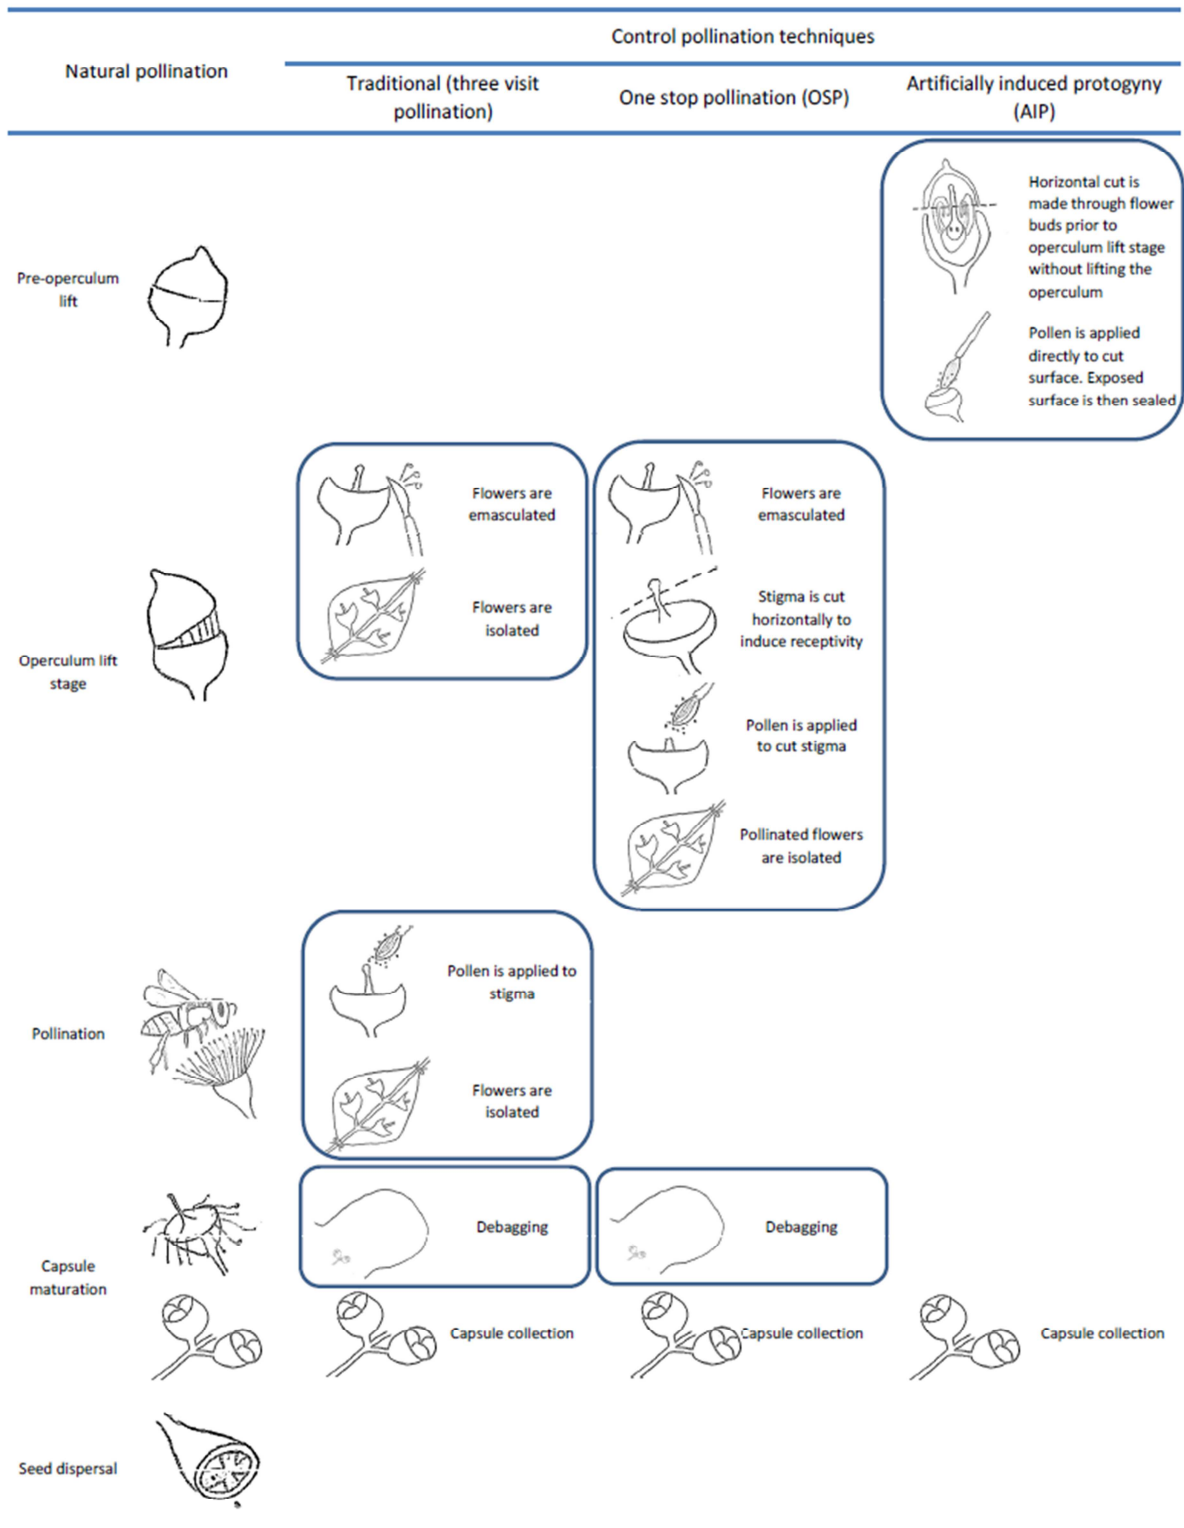 Control pollination techniques
Natural pollination
Traditional (three visit
pollination)
One stop pollination (OSP)
Artificially induced protogyny
(AIP)
Pre-operculum
lift
Horizontal cut is
made through flower
buds prior to
operculum lift stage
without lifting the
operculum
Pollen is applied
directly to cut
surface. Exposed
surface is then sealed
Operculum lift
stage
Flowers are
emasculated
Flowers are
isolated
Flowers are
emasculated
Stigma is cut
horizontally to
induce receptivity
Pollen is applied
to cut stigma
Pollinated flowers
are isolated
Pollination
Pollen is applied to
stigma
Flowers are
isolated
Capsule
maturation
Debagging
Debagging
Capsule collection
Capsule collection
Capsule collection
Seed dispersal